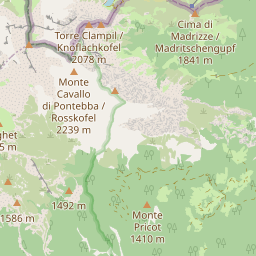 Torre Clampil /
Knoflachkofel
2078 m
Cima di
Madrizze /
Madritschengupf
1841 m
Monte
Cavallo
di Pontebba /
Rosskofel
2239 m
1492 m
1586 m
Monte
Pricot
1410 m